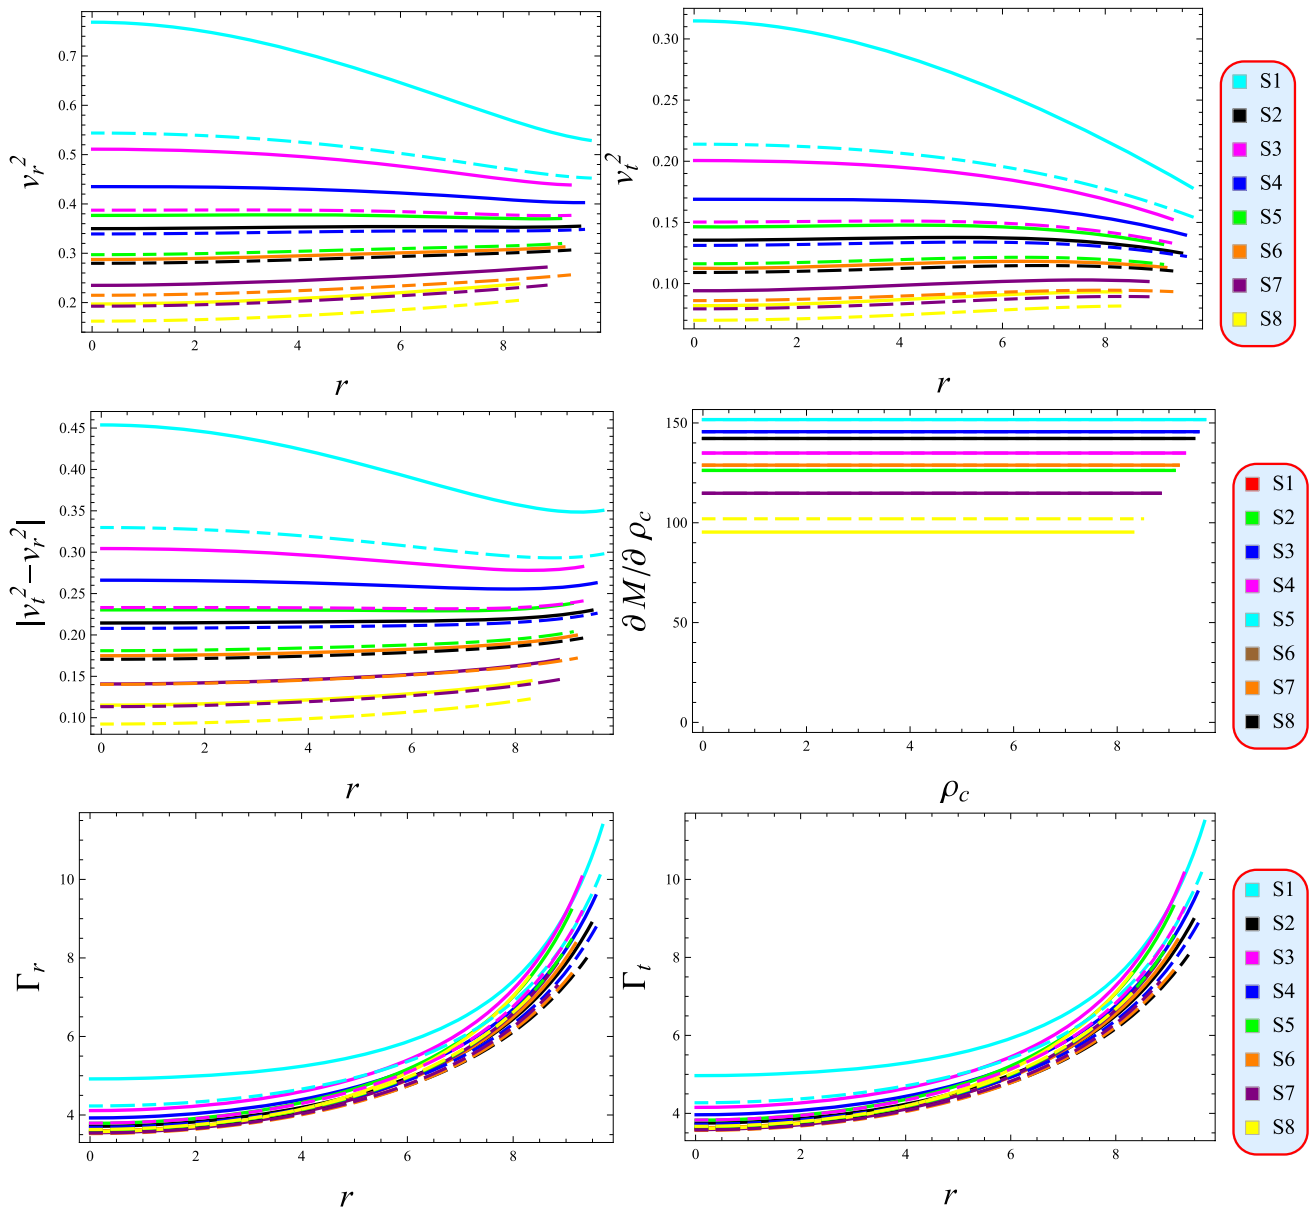 0.7
0.6
0.5
0.4
0.3
0.2
0 2 4 6 8
v_r^2
r
0.30
0.25
0.20
0.15
0.10
0 2 4 6 8
v_t^2
r
S1
S2
S3
S4
S5
S6
S7
S8
0.45
0.40
0.35
0.30
0.25
0.20
0.15
0.10
0 2 4 6 8
|v_t^2−v_r^2|
r
150
100
50
0
0 2 4 6 8
∂M/∂ρ_c
ρ_c
S1
S2
S3
S4
S5
S6
S7
S8
10
8
6
4
0 2 4 6 8
Γ_r
r
10
8
6
4
0 2 4 6 8
Γ_t
r
S1
S2
S3
S4
S5
S6
S7
S8